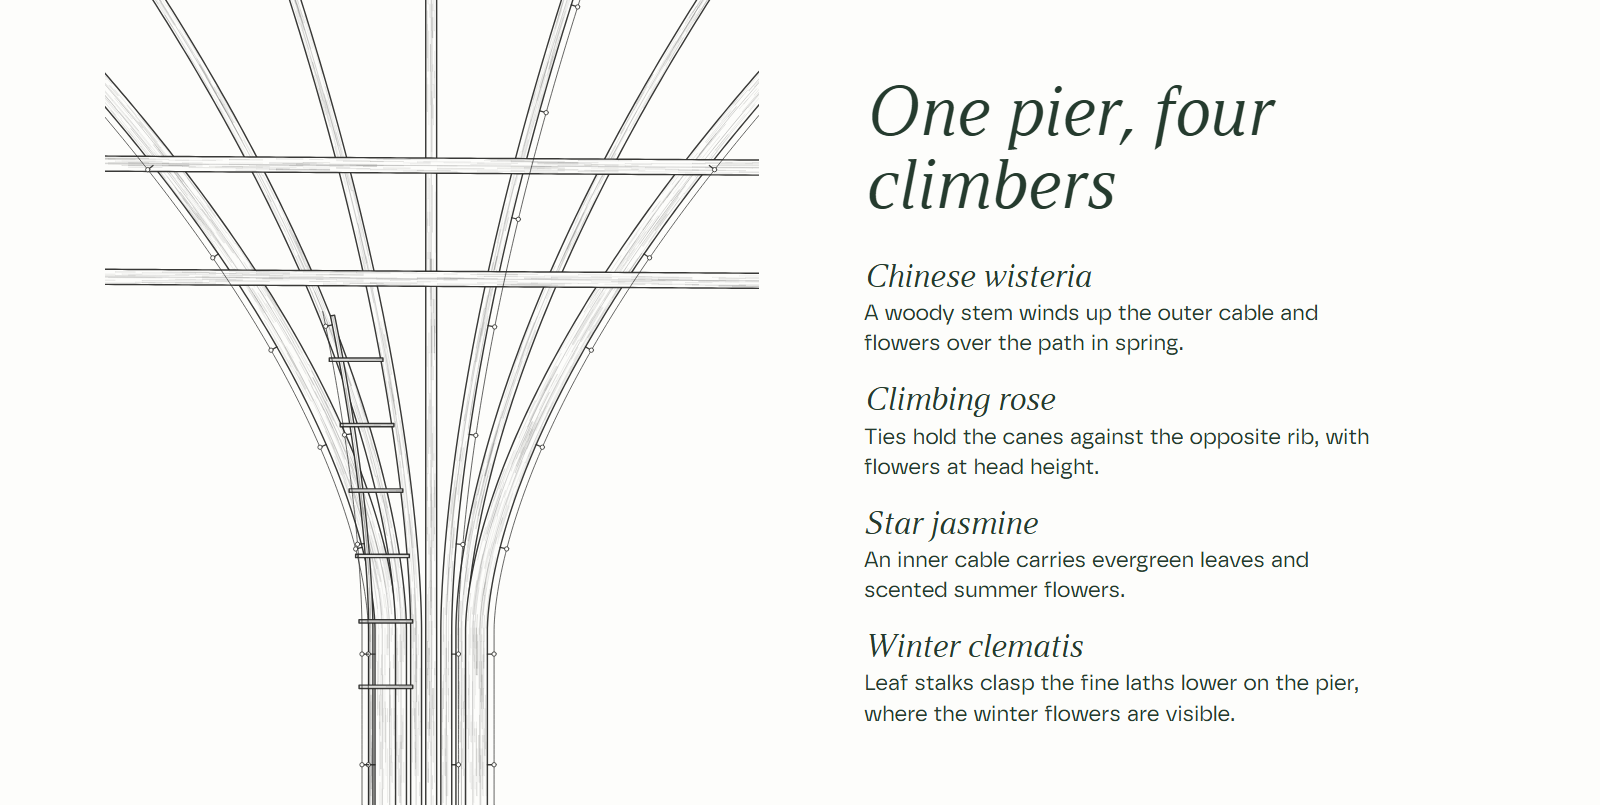 One pier, four
climbers
Chinese wisteria
A woody stem winds up the outer cable and
flowers over the path in spring.
Climbing rose
Ties hold the canes against the opposite rib, with
flowers at head height.
Star jasmine
An inner cable carries evergreen leaves and
scented summer flowers.
Winter clematis
Leaf stalks clasp the fine laths lower on the pier,
where the winter flowers are visible.